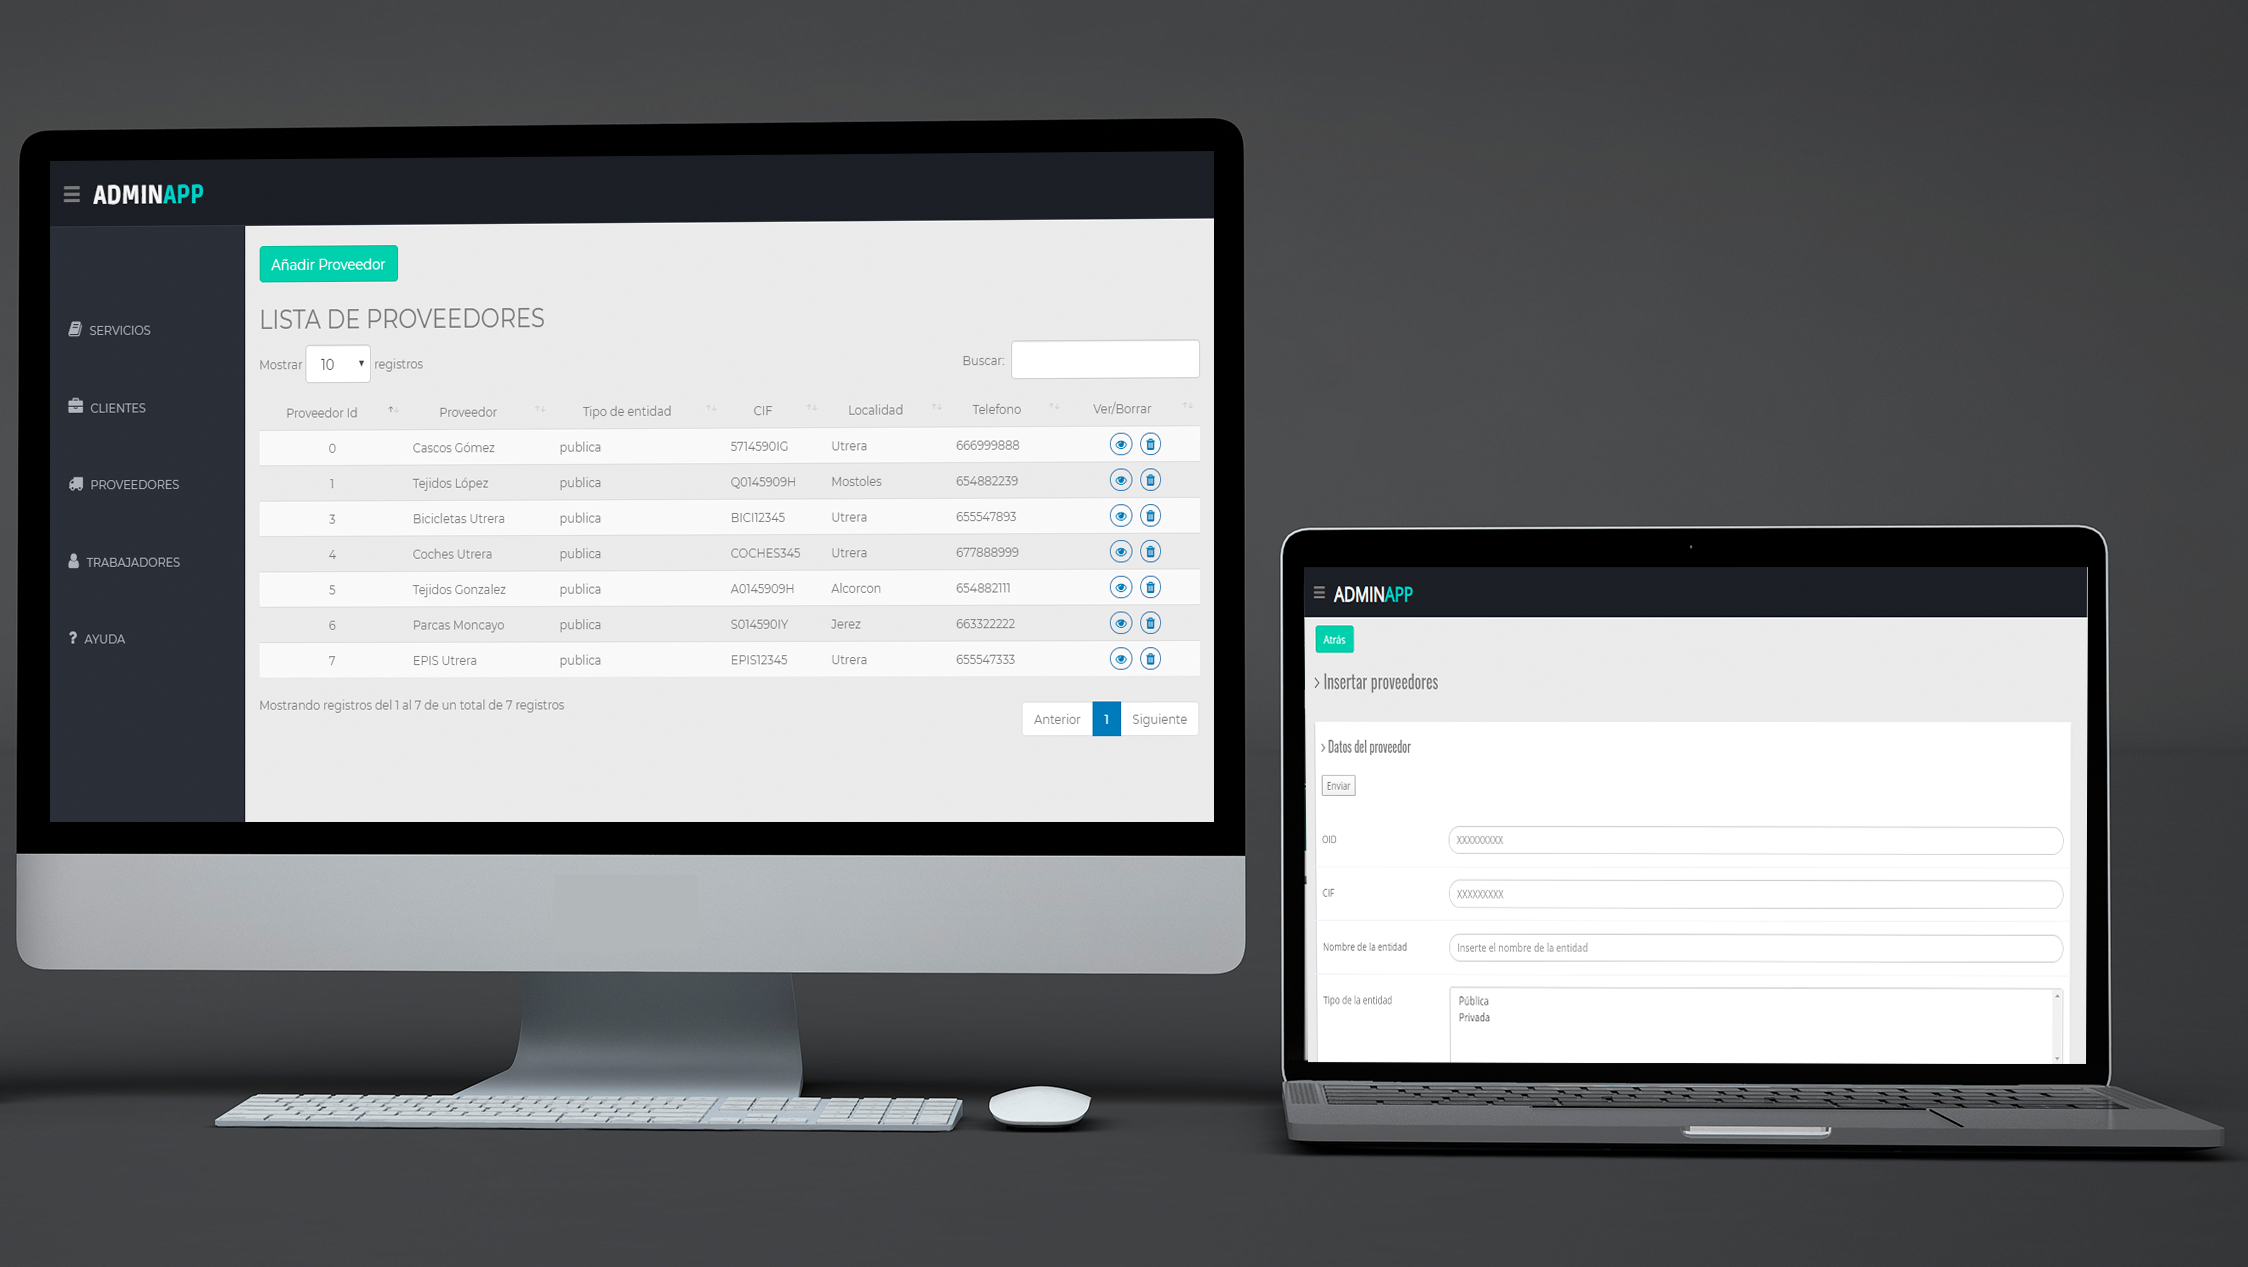 ADMINAPP
Añadir Proveedor
LISTA DE PROVEEDORES
Mostrar 10 registros
Buscar:
SERVICIOS
CLIENTES
PROVEEDORES
TRABAJADORES
? AYUDA
Proveedor Id Proveedor Tipo de entidad CIF Localidad Telefono Ver/Borrar
0 Cascos Gómez publica 5714590IG Utrera 666999888
1 Tejidos López publica Q0145909H Mostoles 654882239
3 Bicicletas Utrera publica BICI12345 Utrera 655547893
4 Coches Utrera publica COCHES345 Utrera 677888999
5 Tejidos Gonzalez publica A0145909H Alcorcon 654882111
6 Parcas Moncayo publica S014590IY Jerez 663322222
7 EPIS Utrera publica EPIS12345 Utrera 655547333
Mostrando registros del 1 al 7 de un total de 7 registros
Anterior 1 Siguiente
ADMINAPP
Atrás
> Insertar proveedores
> Datos del proveedor
Enviar
OID XXXXXXXXX
CIF XXXXXXXXX
Nombre de la entidad Inserte el nombre de la entidad
Tipo de la entidad Pública
Privada